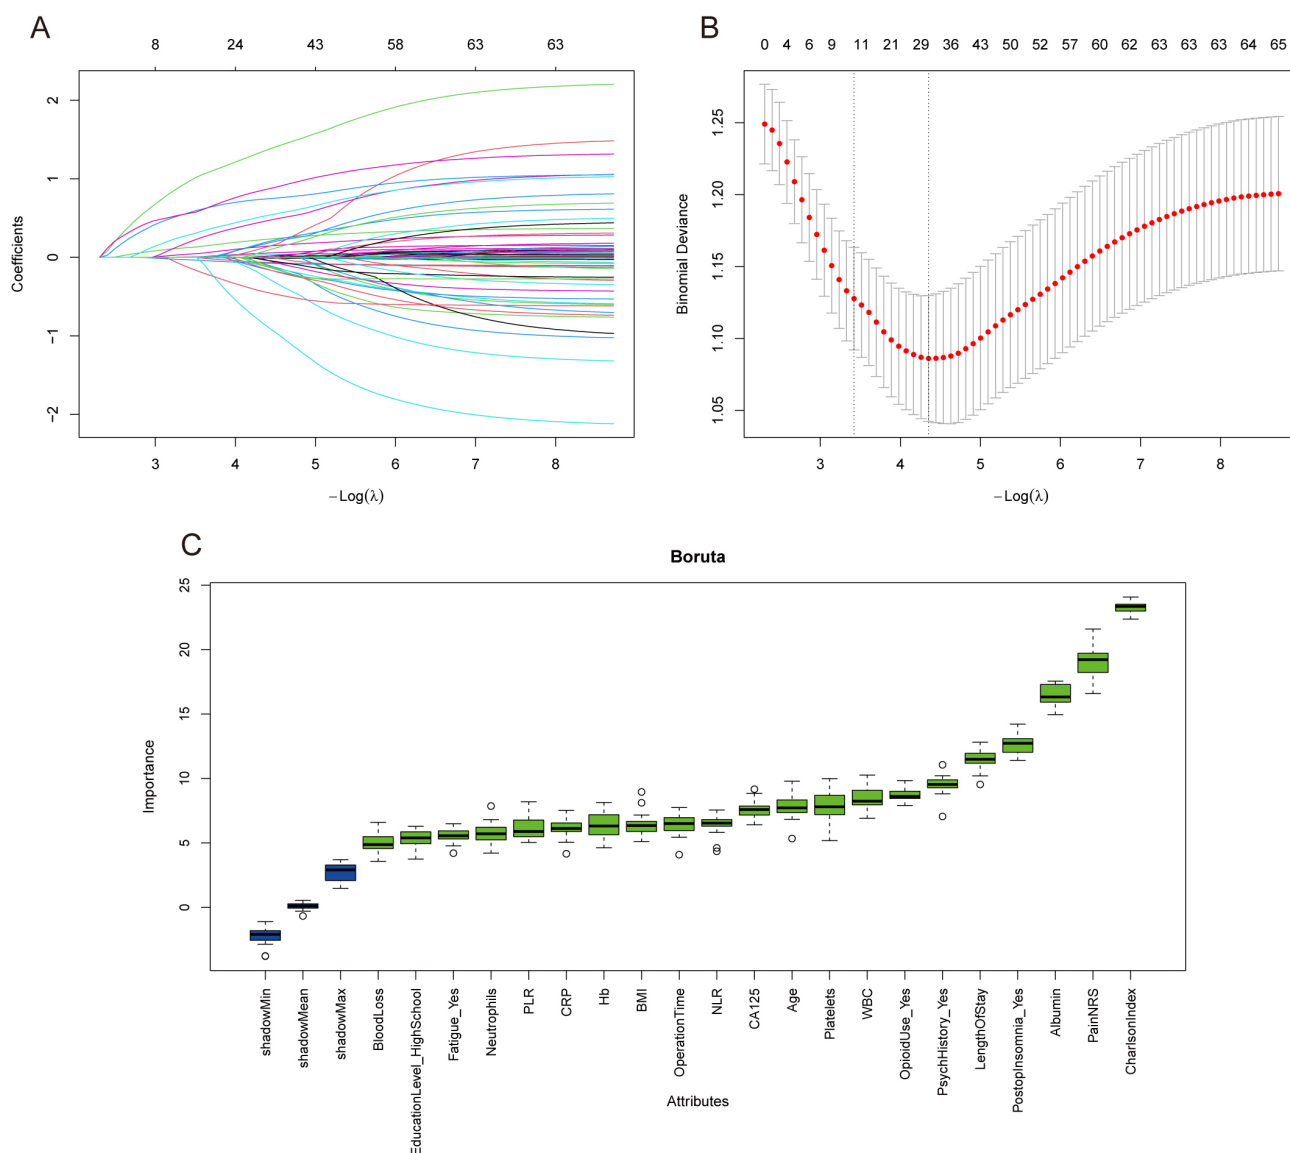 A
8 24 43 58 63 63
2
1
0
−1
−2
Coefficients
3 4 5 6 7 8
−Log(λ)
B
0 4 6 9 11 21 29 36 43 50 52 57 60 62 63 63 63 64 65
1.25
1.20
1.15
1.10
1.05
Binomial Deviance
3 4 5 6 7 8
−Log(λ)
C
Boruta
25
20
15
10
5
0
Importance
shadowMin
shadowMean
shadowMax
BloodLoss
EducationLevel_HighSchool
Fatigue_Yes
Neutrophils
PLR
CRP
Hb
BMI
OperationTime
NLR
CA125
Age
Platelets
WBC
OpioidUse_Yes
PsychHistory_Yes
LengthOfStay
PostopInsomnia_Yes
Albumin
PainNRS
CharlsonIndex
Attributes